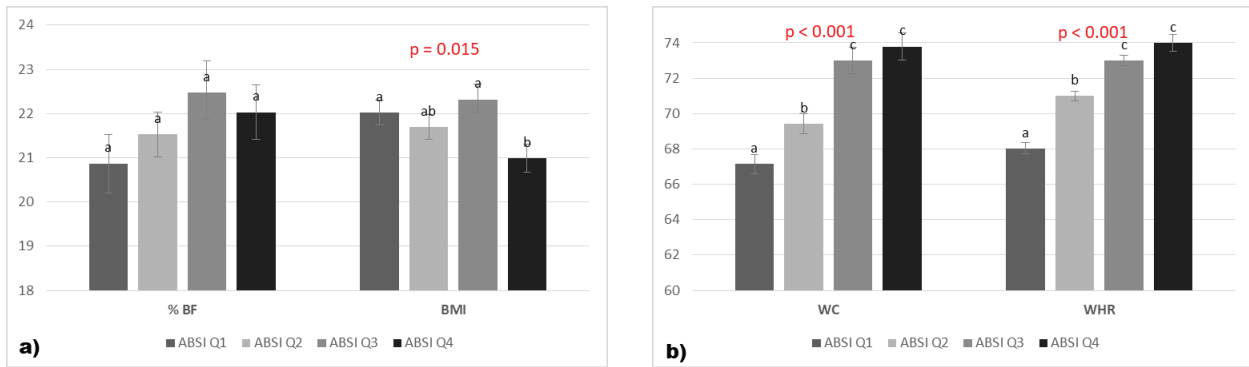 24
23
22
21
20
19
18
p = 0.015
a
a
a
a
a
ab
a
b
% BF
BMI
ABSI Q1 ABSI Q2 ABSI Q3 ABSI Q4
a)
74
72
70
68
66
64
62
60
p < 0.001
p < 0.001
a
b
c
c
a
b
c
c
WC
WHR
ABSI Q1 ABSI Q2 ABSI Q3 ABSI Q4
b)